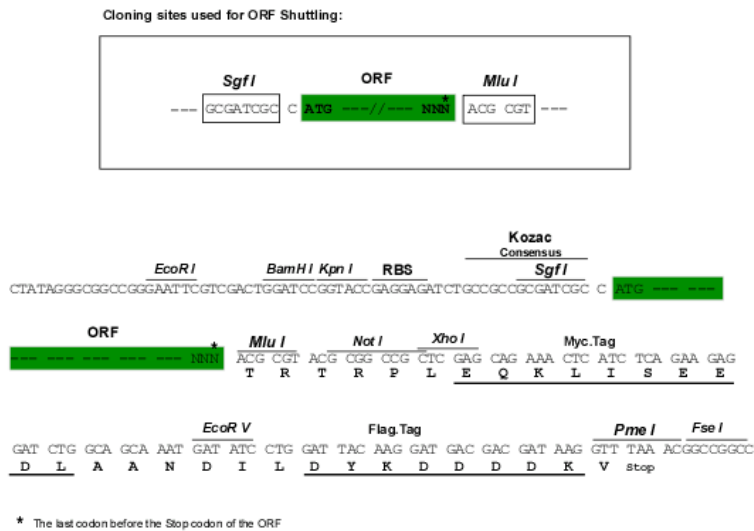 Cloning sites used for ORF Shuttling:
Sgf I ORF Mlu I
--- GCGATCGC C ATG ---//--- NNN* ACG CGT ---
Kozac
Consensus
EcoR I BamH I Kpn I RBS Sgf I
CTATAGGGCGGCCGGGAATTCGTCGACTGGATCCGGTACCGAGGAGATCTGCCGCCGCGATCGC C ATG --- ---
ORF Mlu I Not I Xho I Myc.Tag
--- --- --- --- --- --- NNN* ACG CGT ACG CGG CCG CTC GAG CAG AAA CTC ATC TCA GAA GAG
T R T R P L E Q K L I S E E
EcoR V Flag.Tag Pme I Fse I
GAT CTG GCA GCA AAT GAT ATC CTG GAT TAC AAG GAT GAC GAC GAT AAG GTT TAA ACGGCCGGCC
D L A A N D I L D Y K D D D D K V Stop
* The last codon before the Stop codon of the ORF